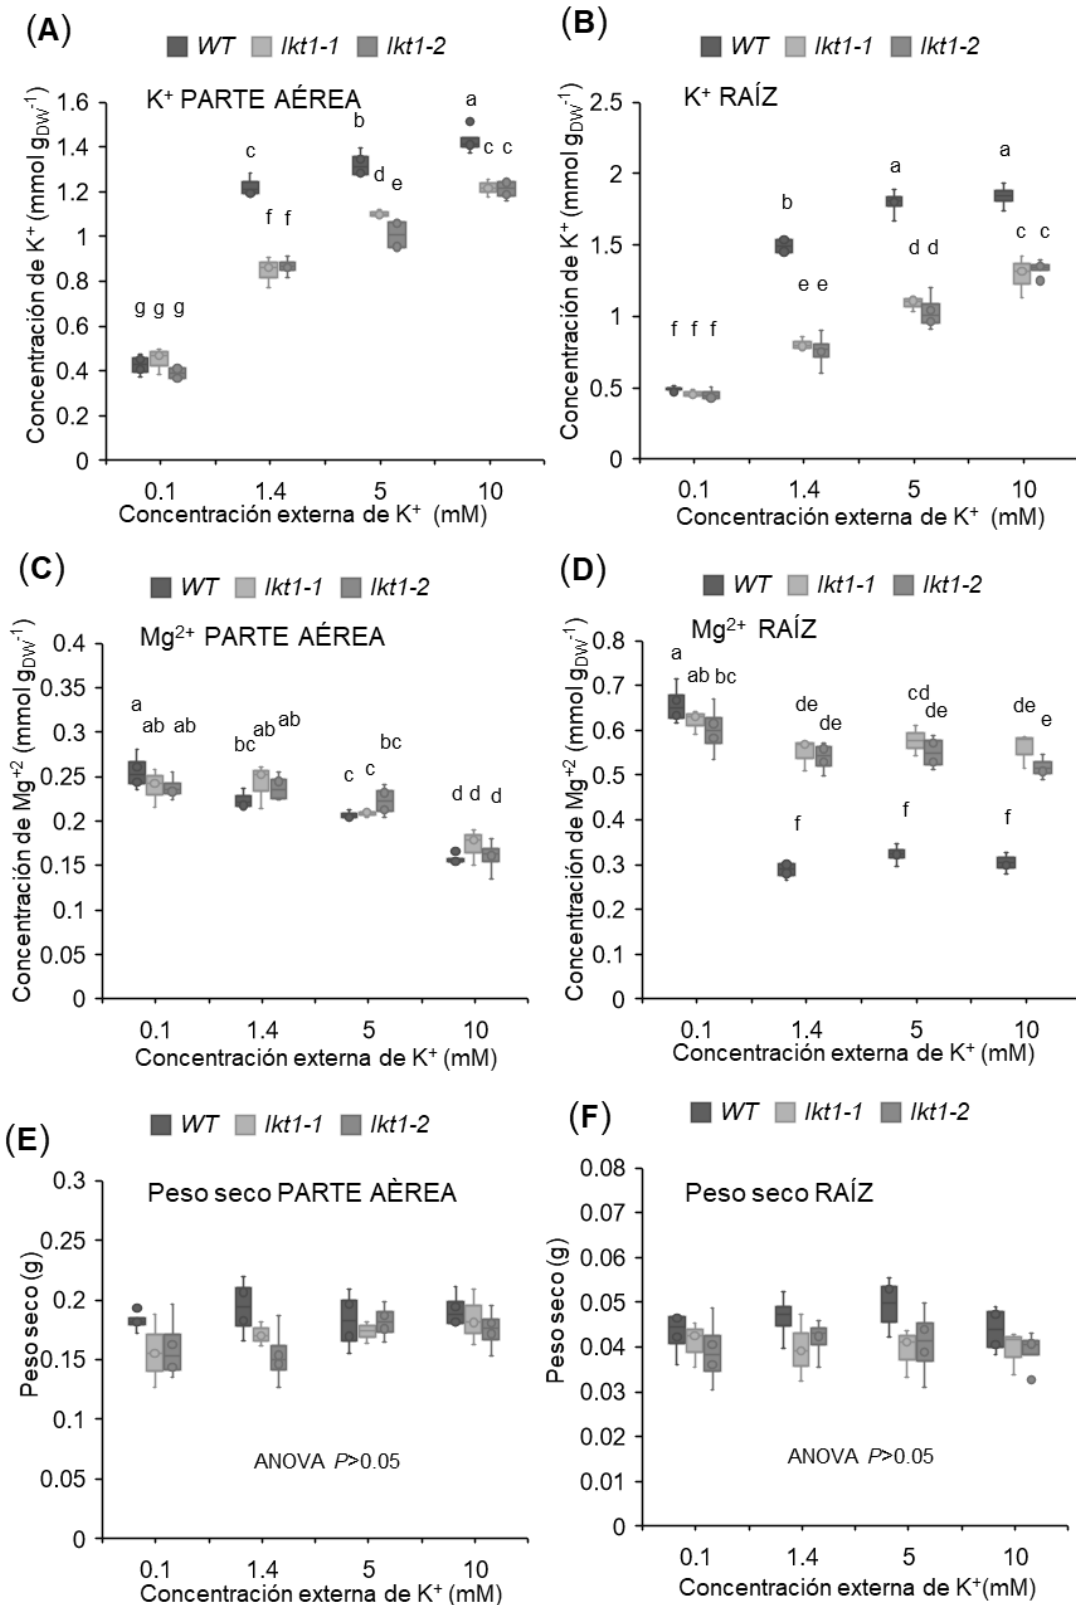 (A)
WT lkt1-1 lkt1-2
K+ PARTE AÉREA
Concentración de K+ (mmol gDW-1)
1.6
1.4
1.2
1
0.8
0.6
0.4
0.2
0
g g g
c
f f
b
d
e
a
c c
0.1 1.4 5 10
Concentración externa de K+ (mM)
(B)
WT lkt1-1 lkt1-2
K+ RAÍZ
Concentración de K+ (mmol gDW-1)
2.5
2
1.5
1
0.5
0
f f f
b
e e
a
d d
a
c c
0.1 1.4 5 10
Concentración externa de K+ (mM)
(C)
WT lkt1-1 lkt1-2
Mg2+ PARTE AÉREA
Concentración de Mg+2 (mmol gDW-1)
0.4
0.35
0.3
0.25
0.2
0.15
0.1
0.05
0
a
ab ab
bc
ab
ab
c c
bc
d d d
0.1 1.4 5 10
Concentración externa de K+ (mM)
(D)
WT lkt1-1 lkt1-2
Mg2+ RAÍZ
Concentración de Mg+2 (mmol gDW-1)
0.8
0.7
0.6
0.5
0.4
0.3
0.2
0.1
0
a
ab bc
de
de
f
cd
de
f
de
e
f
0.1 1.4 5 10
Concentración externa de K+ (mM)
(E)
WT lkt1-1 lkt1-2
Peso seco PARTE AÈREA
Peso seco (g)
0.3
0.25
0.2
0.15
0.1
0.05
0
ANOVA P>0.05
0.1 1.4 5 10
Concentración externa de K+ (mM)
(F)
WT lkt1-1 lkt1-2
Peso seco RAÍZ
Peso seco (g)
0.08
0.07
0.06
0.05
0.04
0.03
0.02
0.01
0
ANOVA P>0.05
0.1 1.4 5 10
Concentración externa de K+(mM)